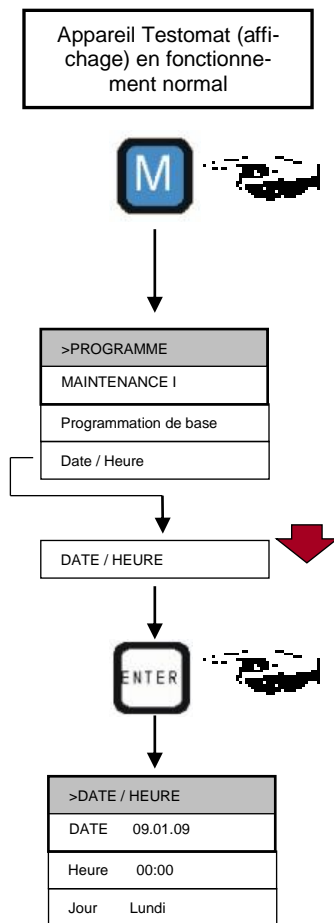 Appareil Testomat (affi-
chage) en fonctionne-
ment normal
M
>PROGRAMME
MAINTENANCE I
Programmation de base
Date / Heure
DATE / HEURE
ENTER
>DATE / HEURE
DATE 09.01.09
Heure 00:00
Jour Lundi